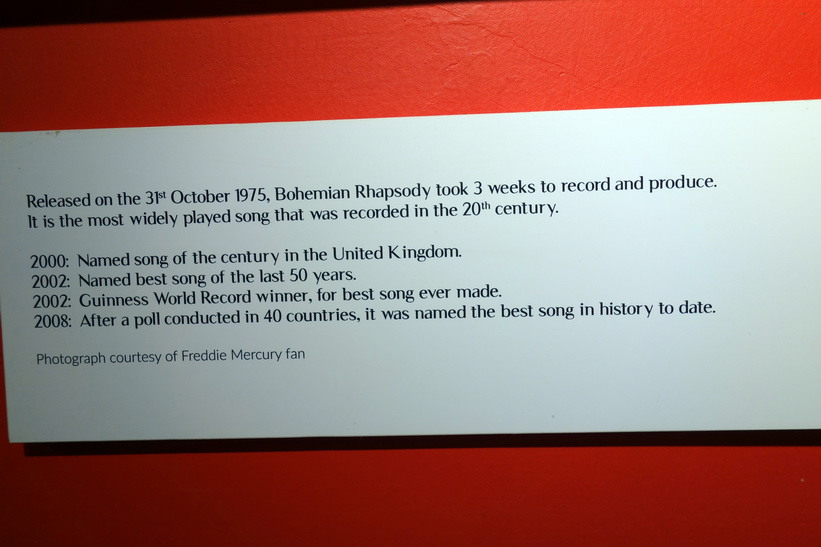 Released on the 31st October 1975, Bohemian Rhapsody took 3 weeks to record and produce.
It is the most widely played song that was recorded in the 20th century.
2000: Named song of the century in the United Kingdom.
2002: Named best song of the last 50 years.
2002: Guinness World Record winner, for best song ever made.
2008: After a poll conducted in 40 countries, it was named the best song in history to date.
Photograph courtesy of Freddie Mercury fan